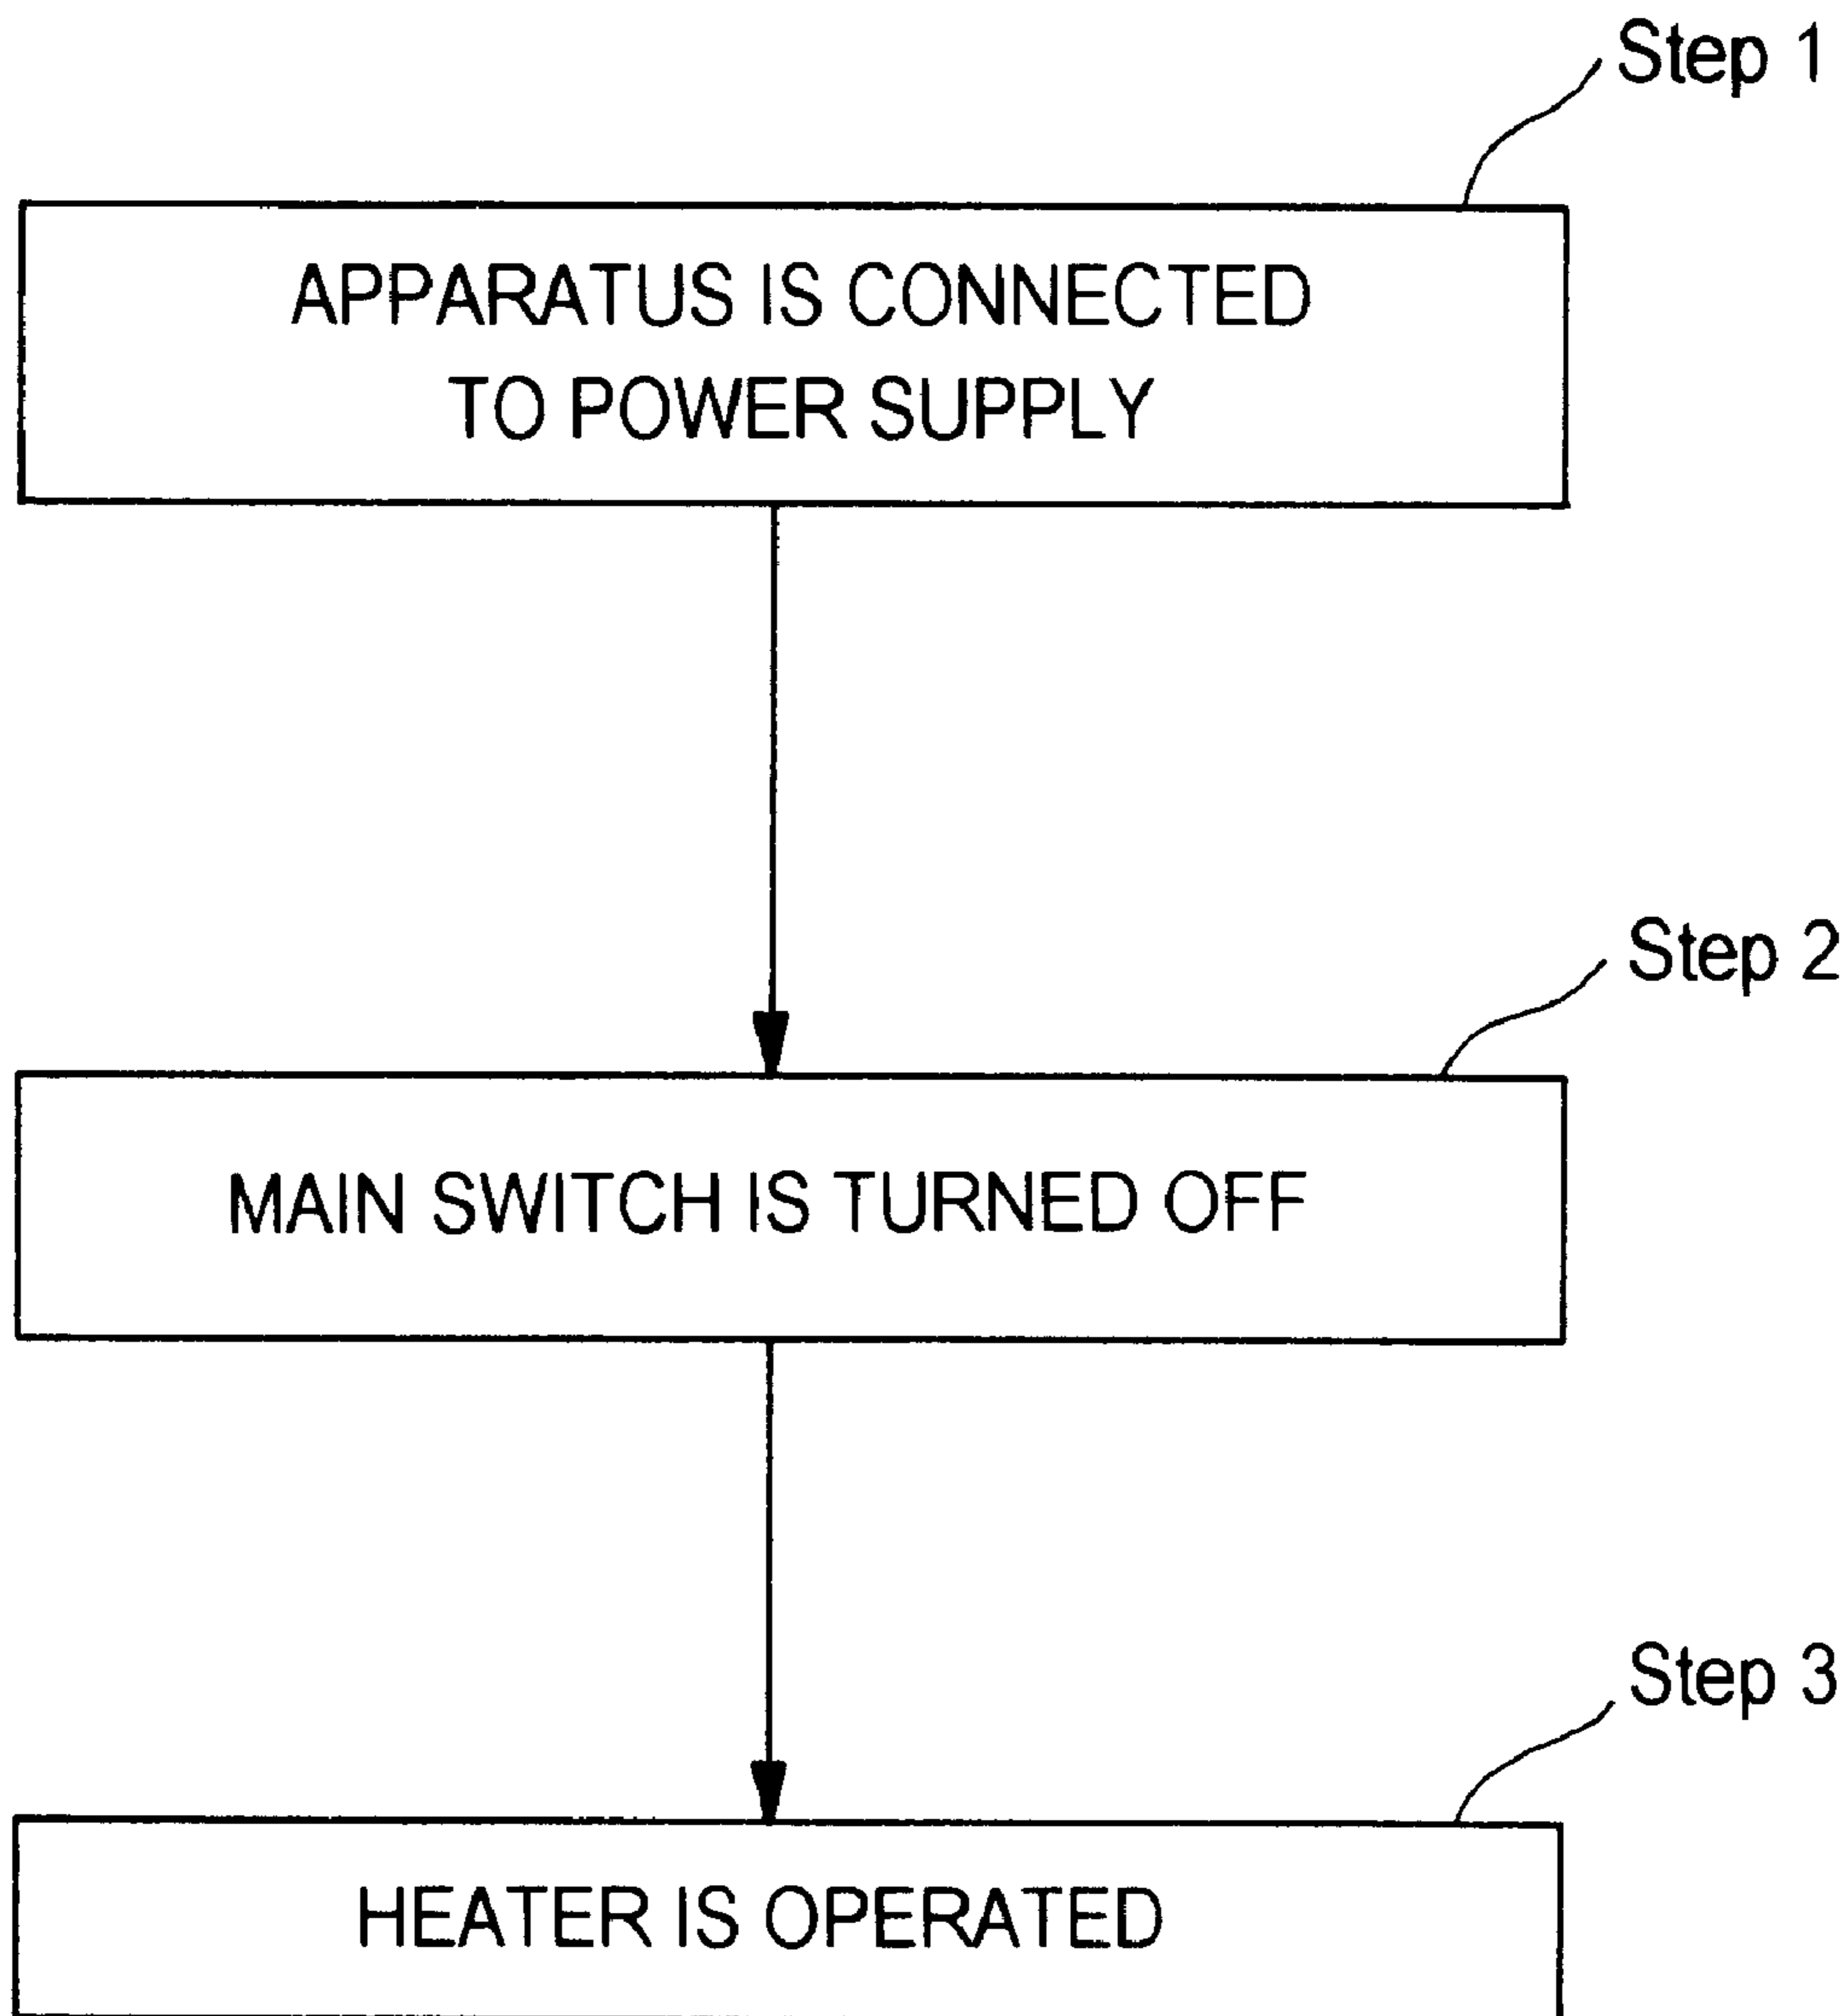 Step 1
APPARATUS IS CONNECTED
TO POWER SUPPLY
Step 2
MAIN SWITCH IS TURNED OFF
Step 3
HEATER IS OPERATED